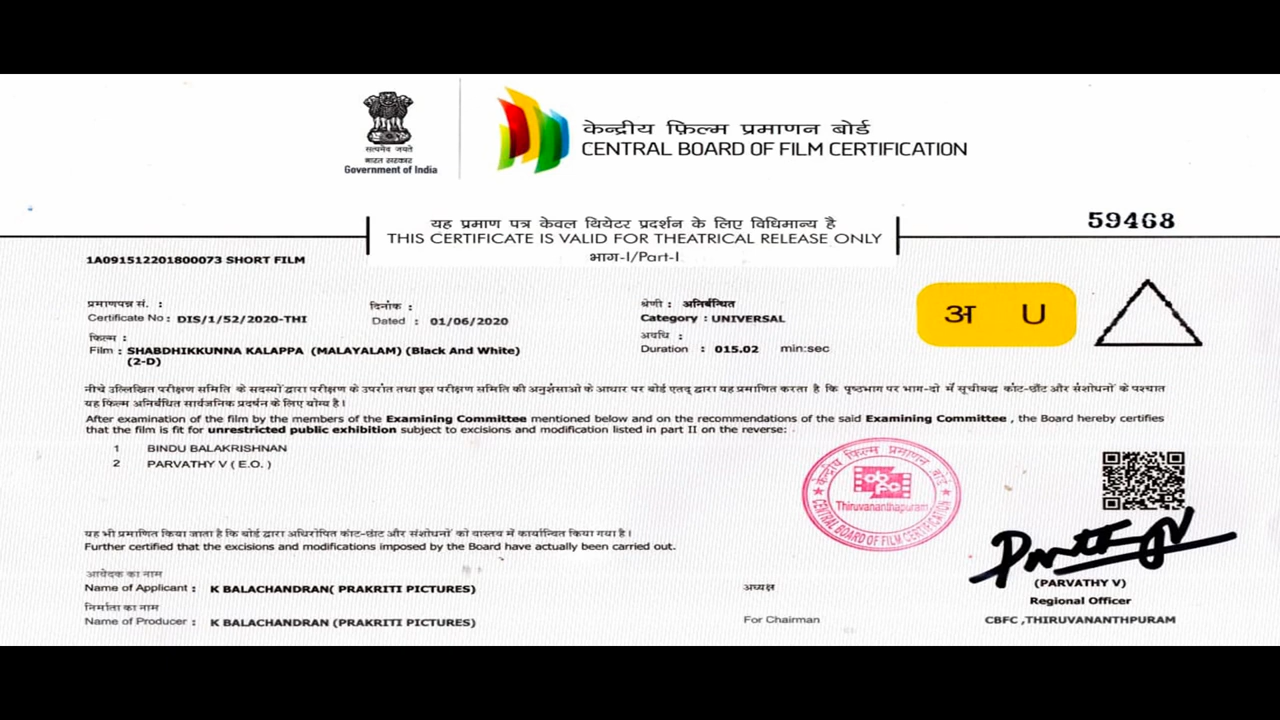 सत्यमेव जयते
भारत सरकार
Government of India
केन्द्रीय फ़िल्म प्रमाणन बोर्ड
CENTRAL BOARD OF FILM CERTIFICATION
यह प्रमाण पत्र केवल थियेटर प्रदर्शन के लिए विधिमान्य है
THIS CERTIFICATE IS VALID FOR THEATRICAL RELEASE ONLY
भाग-I/Part-I
59468
1A091512201800073 SHORT FILM
प्रमाणपत्र सं. :
Certificate No : DIS/1/52/2020-THI
दिनांक :
Dated : 01/06/2020
श्रेणी : अनिर्बन्धित
Category : UNIVERSAL
अवधि :
Duration : 015.02 min:sec
अ U
फिल्म :
Film : SHABDHIKKUNNA KALAPPA (MALAYALAM) (Black And White)
(2-D)
नीचे उल्लिखित परीक्षण समिति के सदस्यों द्वारा परीक्षण के उपरांत तथा इस परीक्षण समिति की अनुशंसाओं के आधार पर बोर्ड एतद् द्वारा यह प्रमाणित करता है कि पृष्ठभाग पर भाग-दो में सूचीबद्ध कांट-छाँट और संशोधनों के पश्चात
यह फिल्म अनिर्बंधित सार्वजनिक प्रदर्शन के लिए योग्य है।
After examination of the film by the members of the Examining Committee mentioned below and on the recommendations of the said Examining Committee , the Board hereby certifies
that the film is fit for unrestricted public exhibition subject to excisions and modification listed in part II on the reverse:
1 BINDU BALAKRISHNAN
2 PARVATHY V ( E.O. )
केन्द्रीय फिल्म प्रमाणन बोर्ड
cbfc
Thiruvananthapuram
CENTRAL BOARD OF FILM CERTIFICATION
यह भी प्रमाणित किया जाता है कि बोर्ड द्वारा अधिरोपित कांट-छांट और संशोधनों को वास्तव में कार्यान्वित किया गया है।
Further certified that the excisions and modifications imposed by the Board have actually been carried out.
आवेदक का नाम
Name of Applicant : K BALACHANDRAN( PRAKRITI PICTURES)
निर्माता का नाम
Name of Producer : K BALACHANDRAN (PRAKRITI PICTURES)
अध्यक्ष
For Chairman
(PARVATHY V)
Regional Officer
CBFC ,THIRUVANANTHPURAM